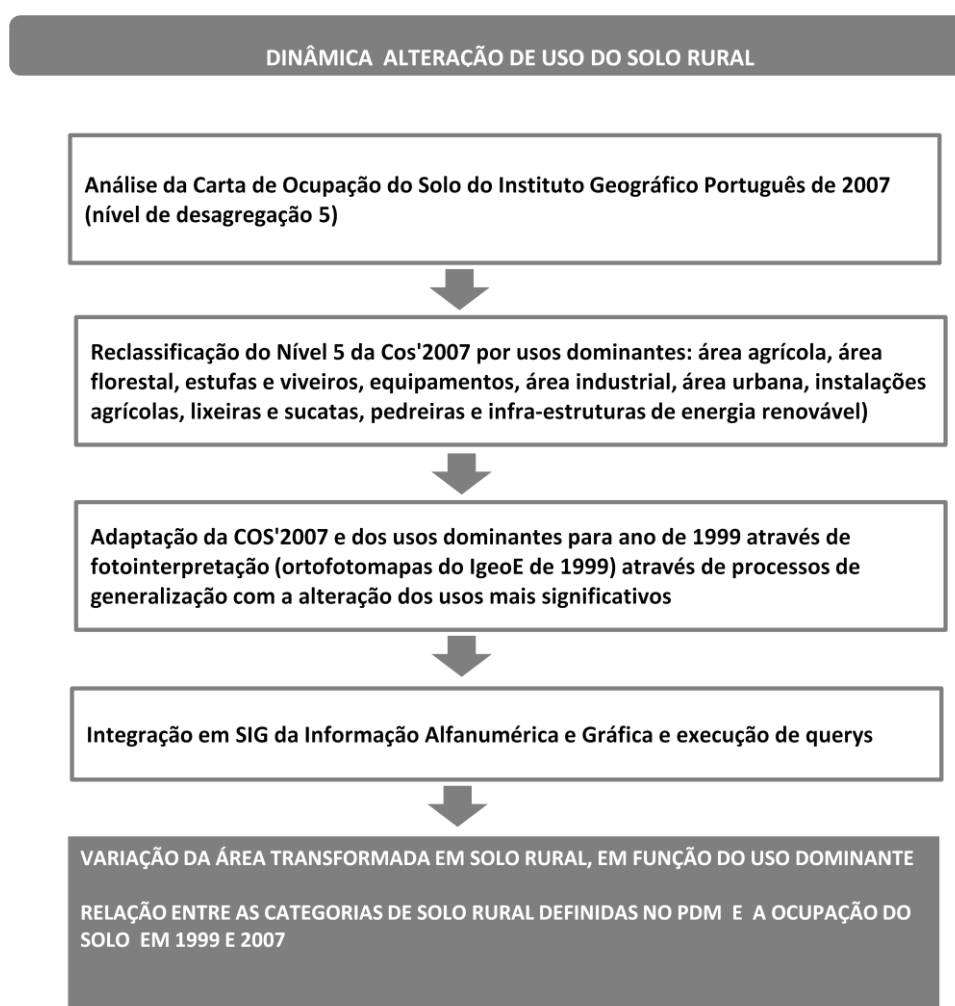 DINÂMICA ALTERAÇÃO DE USO DO SOLO RURAL
Análise da Carta de Ocupação do Solo do Instituto Geográfico Português de 2007
(nível de desagregação 5)
Reclassificação do Nível 5 da Cos'2007 por usos dominantes: área agrícola, área
florestal, estufas e viveiros, equipamentos, área industrial, área urbana, instalações
agrícolas, lixeiras e sucatas, pedreiras e infra-estruturas de energia renovável)
Adaptação da COS'2007 e dos usos dominantes para ano de 1999 através de
fotointerpretação (ortofotomapas do IgeoE de 1999) através de processos de
generalização com a alteração dos usos mais significativos
Integração em SIG da Informação Alfanumérica e Gráfica e execução de querys
VARIAÇÃO DA ÁREA TRANSFORMADA EM SOLO RURAL, EM FUNÇÃO DO USO DOMINANTE
RELAÇÃO ENTRE AS CATEGORIAS DE SOLO RURAL DEFINIDAS NO PDM E A OCUPAÇÃO DO
SOLO EM 1999 E 2007